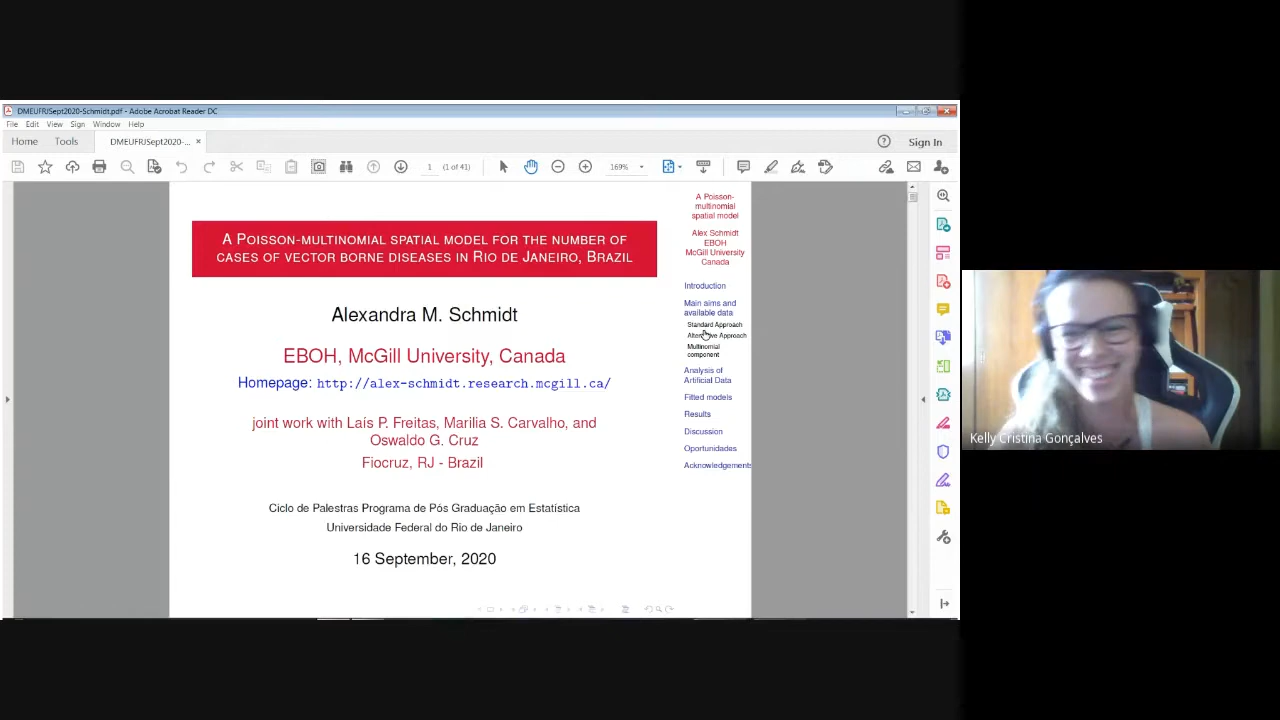 DMEUFRJSept2020-Schmidt.pdf - Adobe Acrobat Reader DC
File Edit View Sign Window Help
Home Tools DMEUFRJSept2020-... × Sign In
1 (1 of 41) 169%
A POISSON-MULTINOMIAL SPATIAL MODEL FOR THE NUMBER OF
CASES OF VECTOR BORNE DISEASES IN RIO DE JANEIRO, BRAZIL
Alexandra M. Schmidt
EBOH, McGill University, Canada
Homepage: http://alex-schmidt.research.mcgill.ca/
joint work with Laís P. Freitas, Marilia S. Carvalho, and
Oswaldo G. Cruz
Fiocruz, RJ - Brazil
Ciclo de Palestras Programa de Pós Graduação em Estatística
Universidade Federal do Rio de Janeiro
16 September, 2020
A Poisson-
multinomial
spatial model
Alex Schmidt
EBOH
McGill University
Canada
Introduction
Main aims and
available data
Standard Approach
Alternative Approach
Multinomial
component
Analysis of
Artificial Data
Fitted models
Results
Discussion
Oportunidades
Acknowledgements
Kelly Cristina Gonçalves